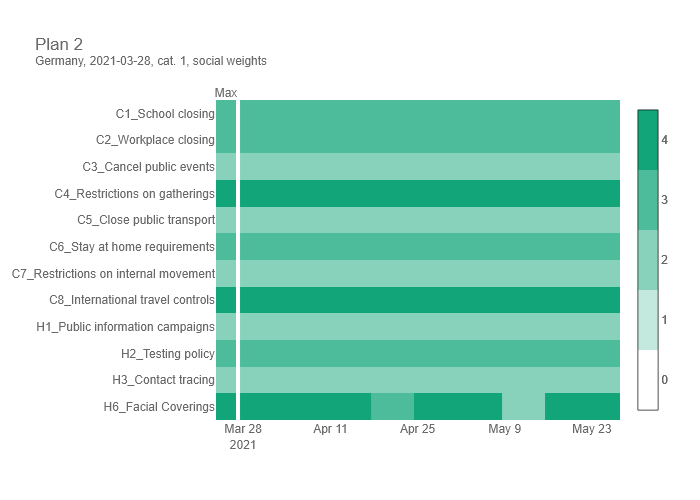 Plan 2
Germany, 2021-03-28, cat. 1, social weights
Max
C1_School closing
C2_Workplace closing
C3_Cancel public events
C4_Restrictions on gatherings
C5_Close public transport
C6_Stay at home requirements
C7_Restrictions on internal movement
C8_International travel controls
H1_Public information campaigns
H2_Testing policy
H3_Contact tracing
H6_Facial Coverings
Mar 28 Apr 11 Apr 25 May 9 May 23
2021
4
3
2
1
0